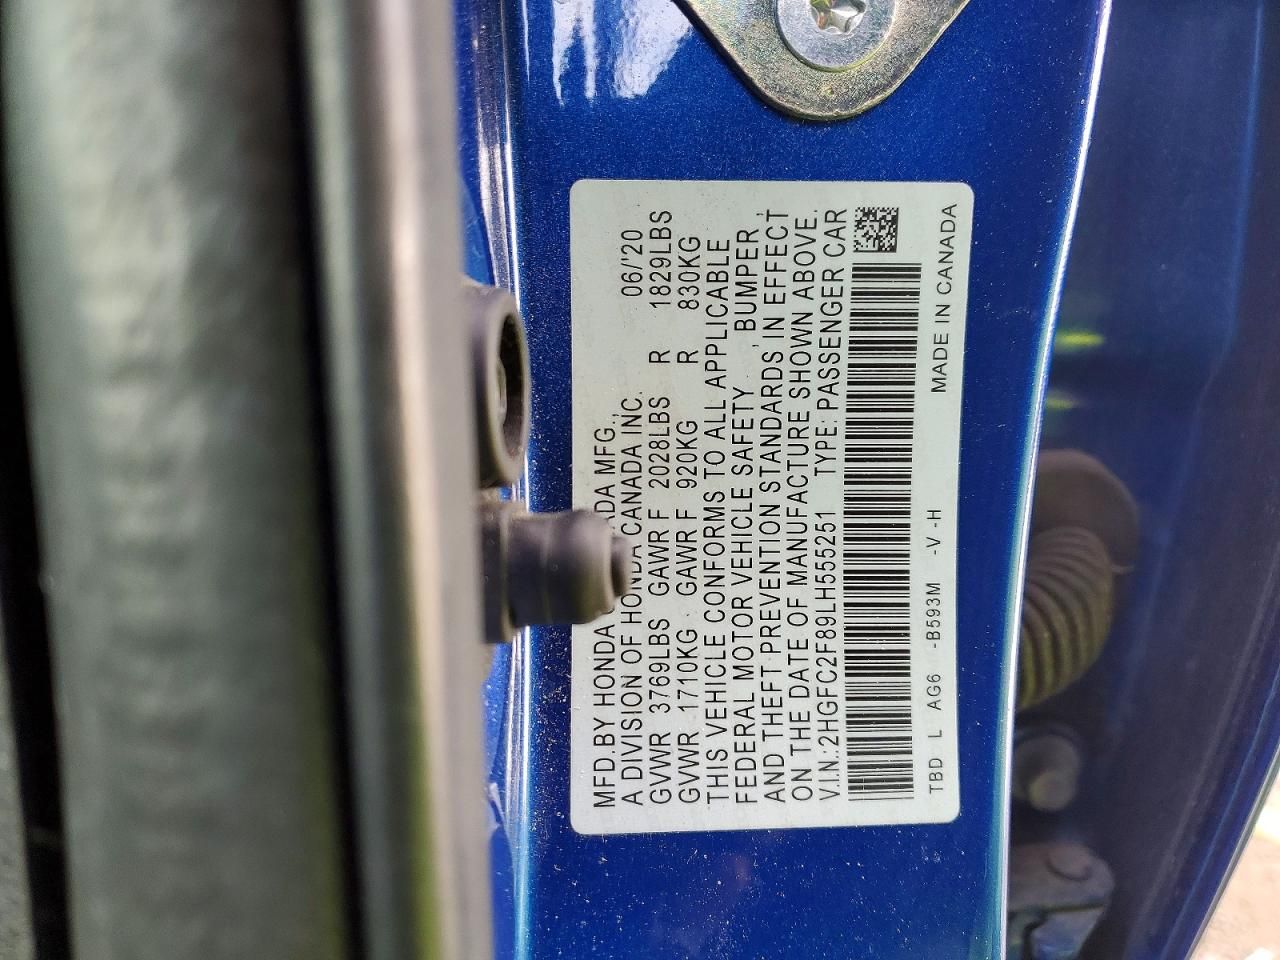 MFD.BY HONDA ADA MFG., 06/'20
A DIVISION OF HONDA CANADA INC.
GVWR 3769LBS GAWR F 2028LBS R 1829LBS
GVWR 1710KG GAWR F 920KG R 830KG
THIS VEHICLE CONFORMS TO ALL APPLICABLE
FEDERAL MOTOR VEHICLE SAFETY , BUMPER ,
AND THEFT PREVENTION STANDARDS IN EFFECT
ON THE DATE OF MANUFACTURE SHOWN ABOVE.
V.I.N.:2HGFC2F89LH555251 TYPE: PASSENGER CAR
TBD L AG6 -B593M -V -H MADE IN CANADA